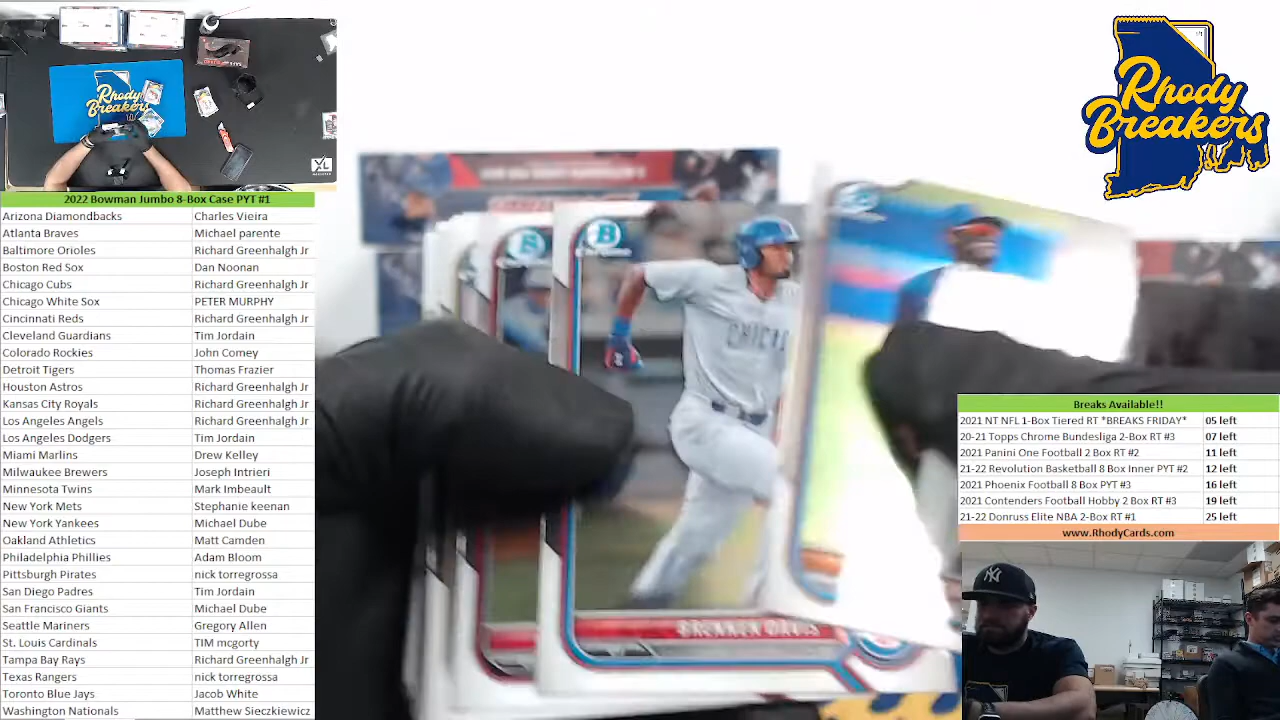 Rhody
Breakers
XL
2022 Bowman Jumbo 8-Box Case PYT #1
Arizona Diamondbacks Charles Vieira
Atlanta Braves Michael parente
Baltimore Orioles Richard Greenhalgh Jr
Boston Red Sox Dan Noonan
Chicago Cubs Richard Greenhalgh Jr
Chicago White Sox PETER MURPHY
Cincinnati Reds Richard Greenhalgh Jr
Cleveland Guardians Tim Jordain
Colorado Rockies John Comey
Detroit Tigers Thomas Frazier
Houston Astros Richard Greenhalgh Jr
Kansas City Royals Richard Greenhalgh Jr
Los Angeles Angels Richard Greenhalgh Jr
Los Angeles Dodgers Tim Jordain
Miami Marlins Drew Kelley
Milwaukee Brewers Joseph Intrieri
Minnesota Twins Mark Imbeault
New York Mets Stephanie keenan
New York Yankees Michael Dube
Oakland Athletics Matt Camden
Philadelphia Phillies Adam Bloom
Pittsburgh Pirates nick torregrossa
San Diego Padres Tim Jordain
San Francisco Giants Michael Dube
Seattle Mariners Gregory Allen
St. Louis Cardinals TIM mcgorty
Tampa Bay Rays Richard Greenhalgh Jr
Texas Rangers nick torregrossa
Toronto Blue Jays Jacob White
Washington Nationals Matthew Sieczkiewicz
B
B
CHICAGO
BRENNEN DAVIS
Rhody
Breakers
Breaks Available!!
2021 NT NFL 1-Box Tiered RT *BREAKS FRIDAY* 05 left
20-21 Topps Chrome Bundesliga 2-Box RT #3 07 left
2021 Panini One Football 2 Box RT #2 11 left
21-22 Revolution Basketball 8 Box Inner PYT #2 12 left
2021 Phoenix Football 8 Box PYT #3 16 left
2021 Contenders Football Hobby 2 Box RT #3 19 left
21-22 Donruss Elite NBA 2-Box RT #1 25 left
www.RhodyCards.com